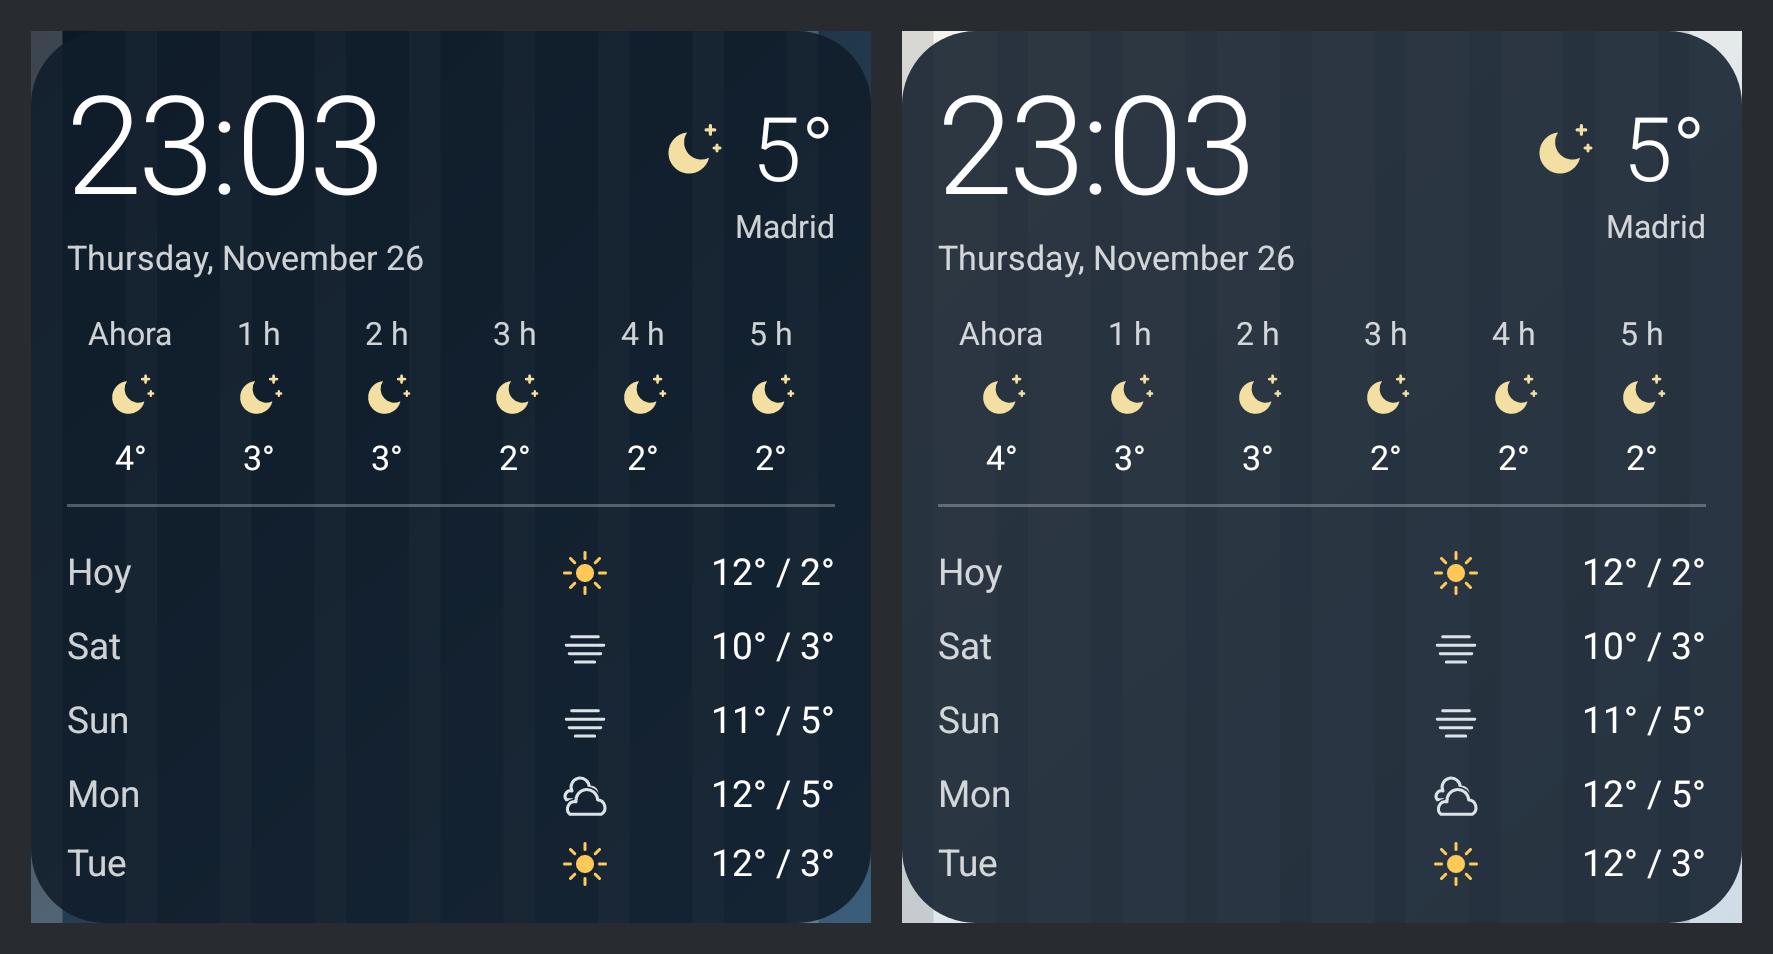 23:03
5°
Madrid
Thursday, November 26
Ahora 1 h 2 h 3 h 4 h 5 h
4° 3° 3° 2° 2° 2°
Hoy 12° / 2°
Sat 10° / 3°
Sun 11° / 5°
Mon 12° / 5°
Tue 12° / 3°
23:03
5°
Madrid
Thursday, November 26
Ahora 1 h 2 h 3 h 4 h 5 h
4° 3° 3° 2° 2° 2°
Hoy 12° / 2°
Sat 10° / 3°
Sun 11° / 5°
Mon 12° / 5°
Tue 12° / 3°